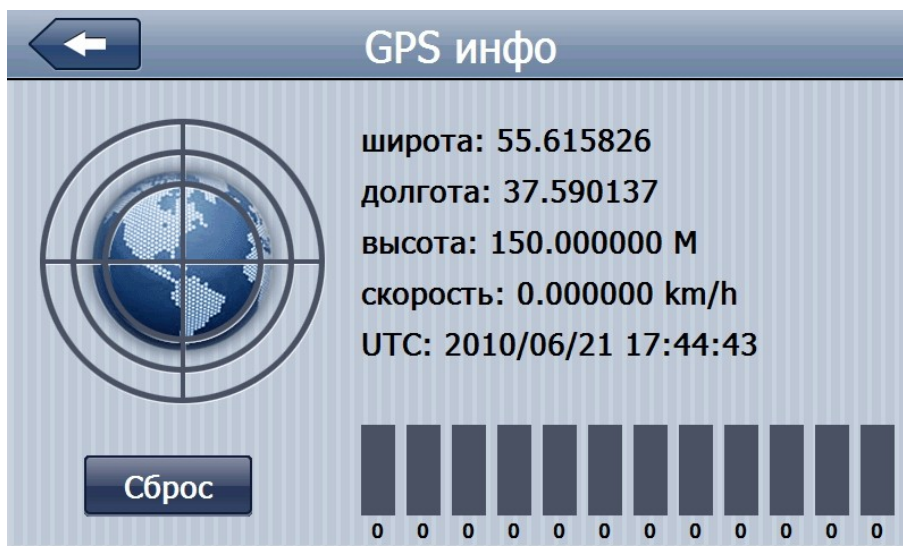 GPS инфо
широта: 55.615826
долгота: 37.590137
высота: 150.000000 M
скорость: 0.000000 km/h
UTC: 2010/06/21 17:44:43
Сброс
0 0 0 0 0 0 0 0 0 0 0 0